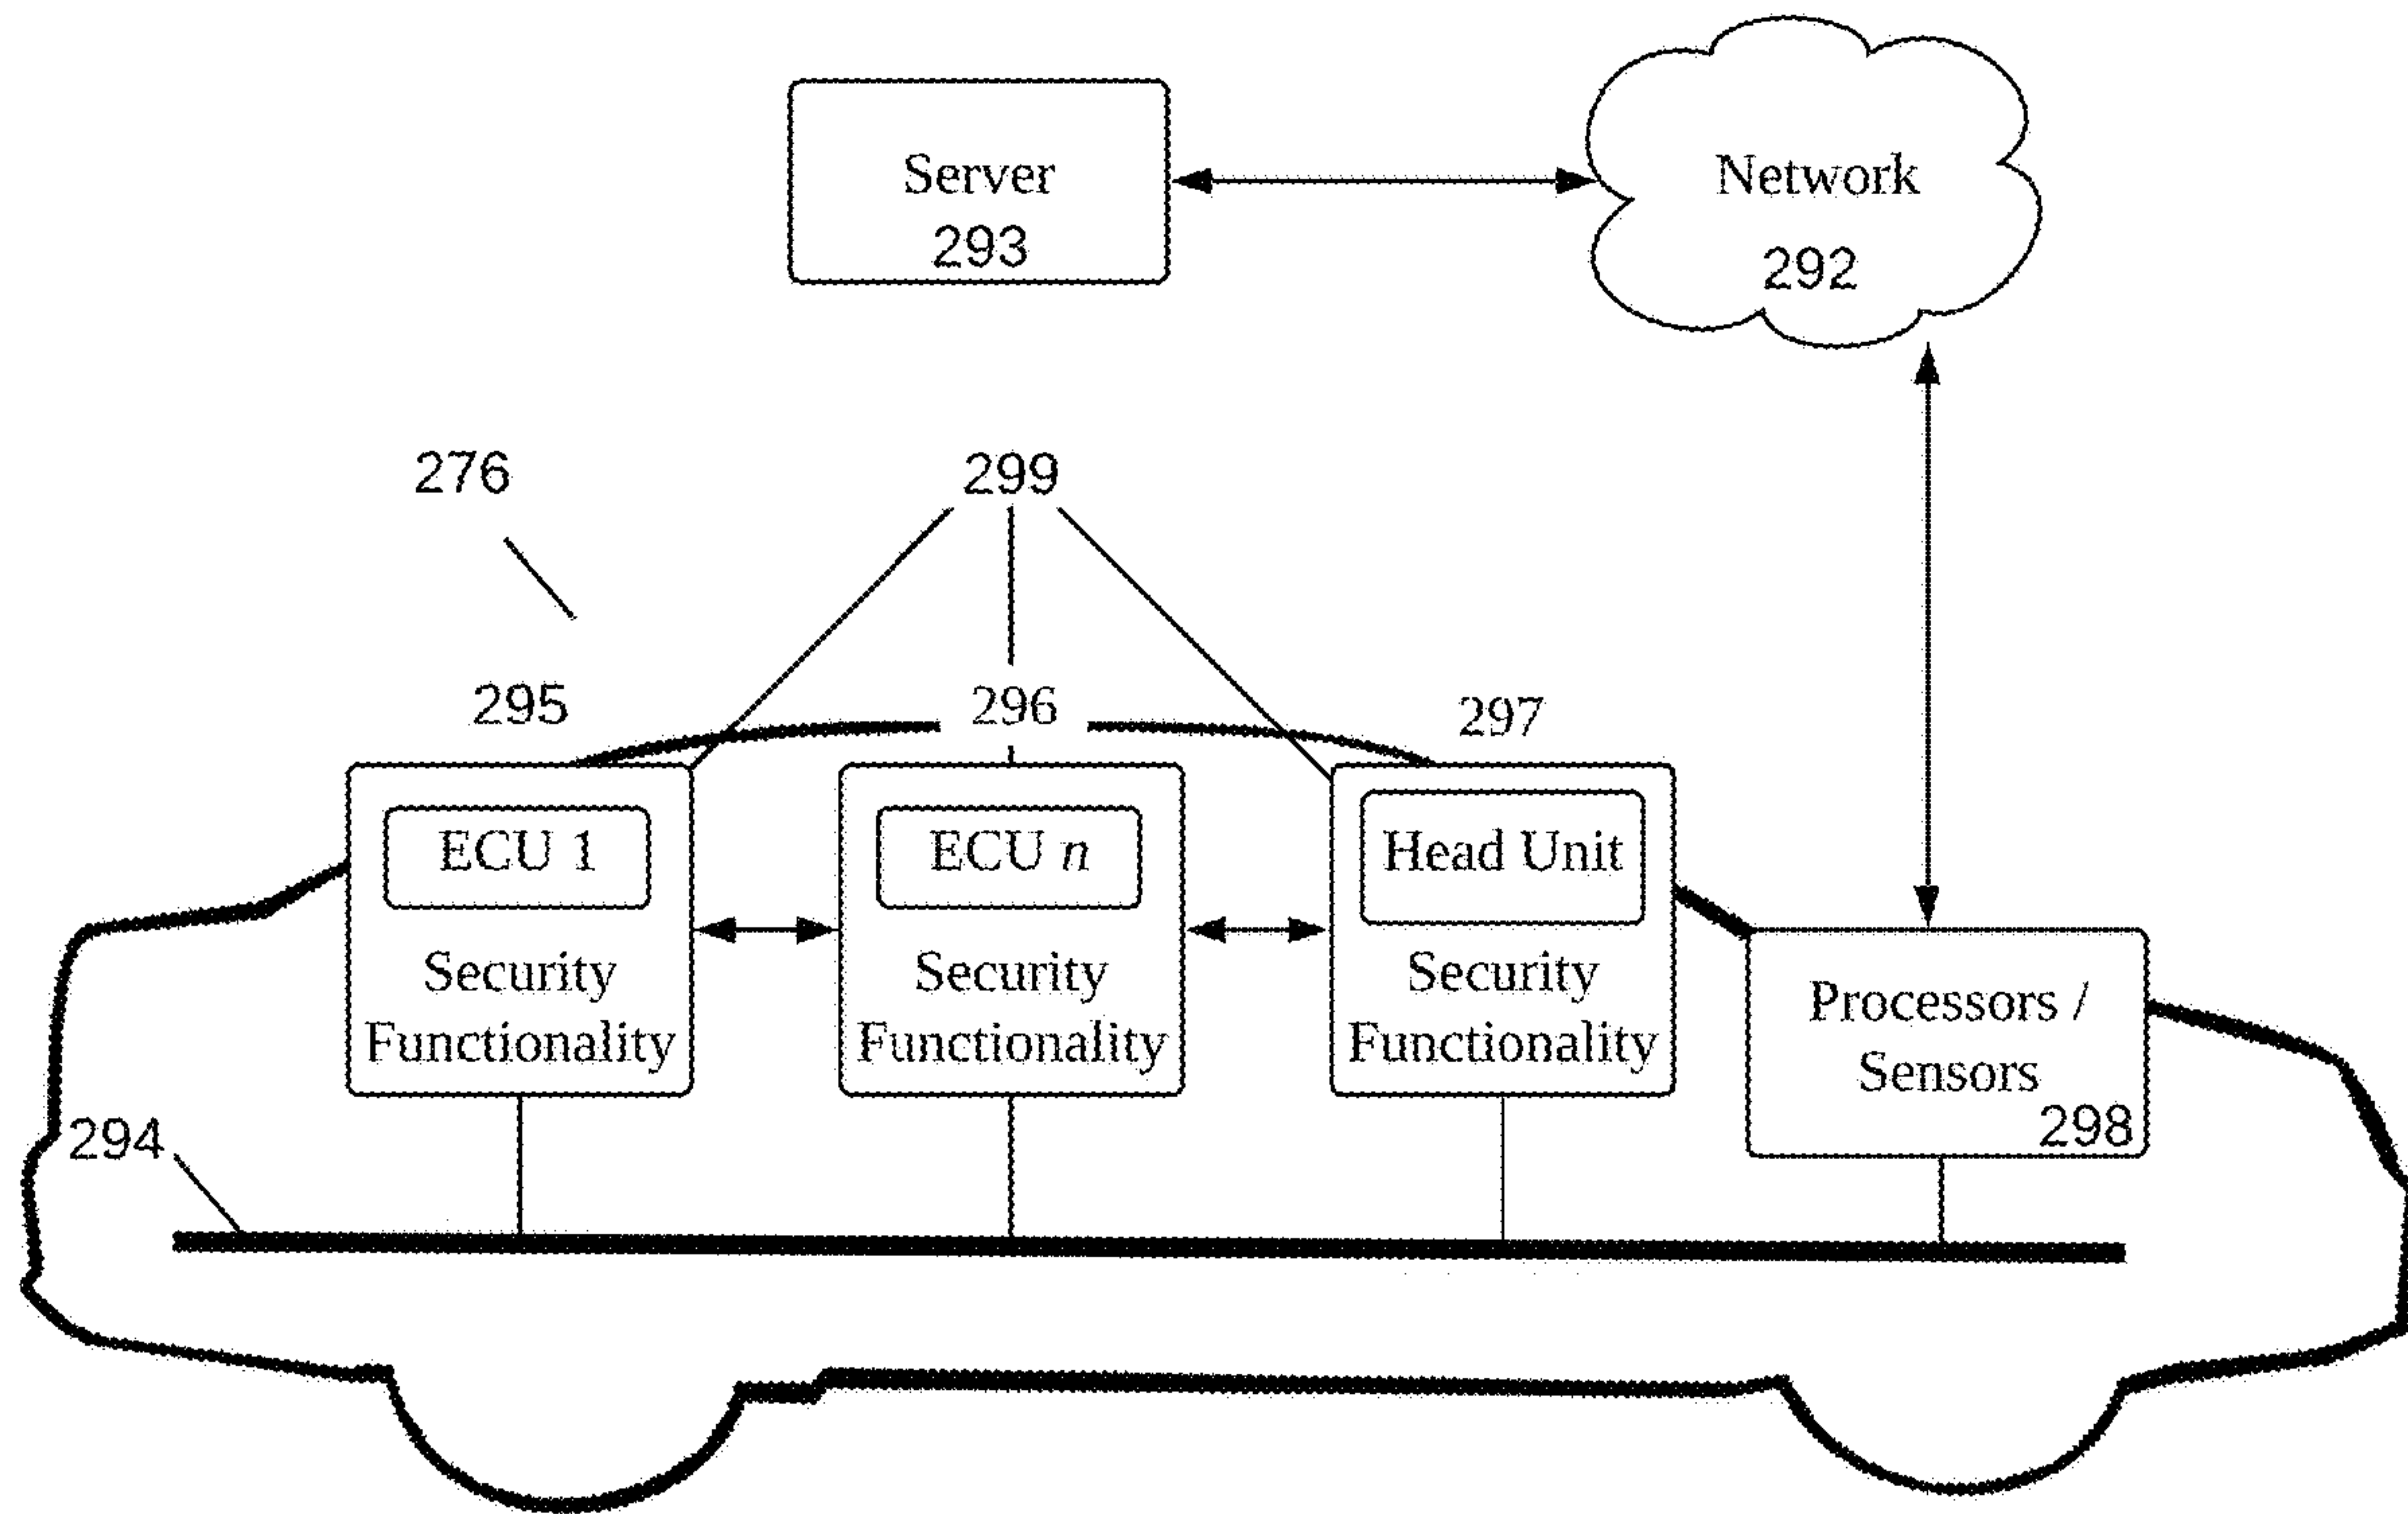 Server
293
Network
292
276
299
295
296
297
ECU 1
Security
Functionality
ECU n
Security
Functionality
Head Unit
Security
Functionality
Processors /
Sensors
298
294